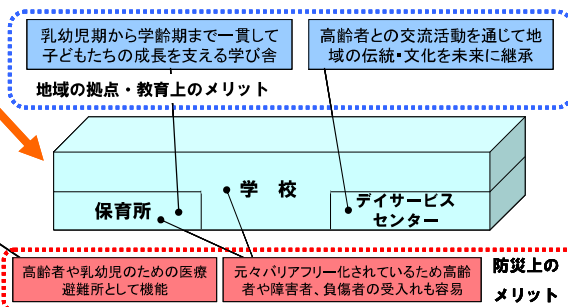 乳幼児期から学齢期まで一貫して
子どもたちの成長を支える学び舎
高齢者との交流活動を通じて地
域の伝統・文化を未来に継承
地域の拠点・教育上のメリット
学 校
保育所
デイサービス
センター
高齢者や乳幼児のための医療
避難所として機能
元々バリアフリー化されているため高齢
者や障害者、負傷者の受入れも容易
防災上の
メリット